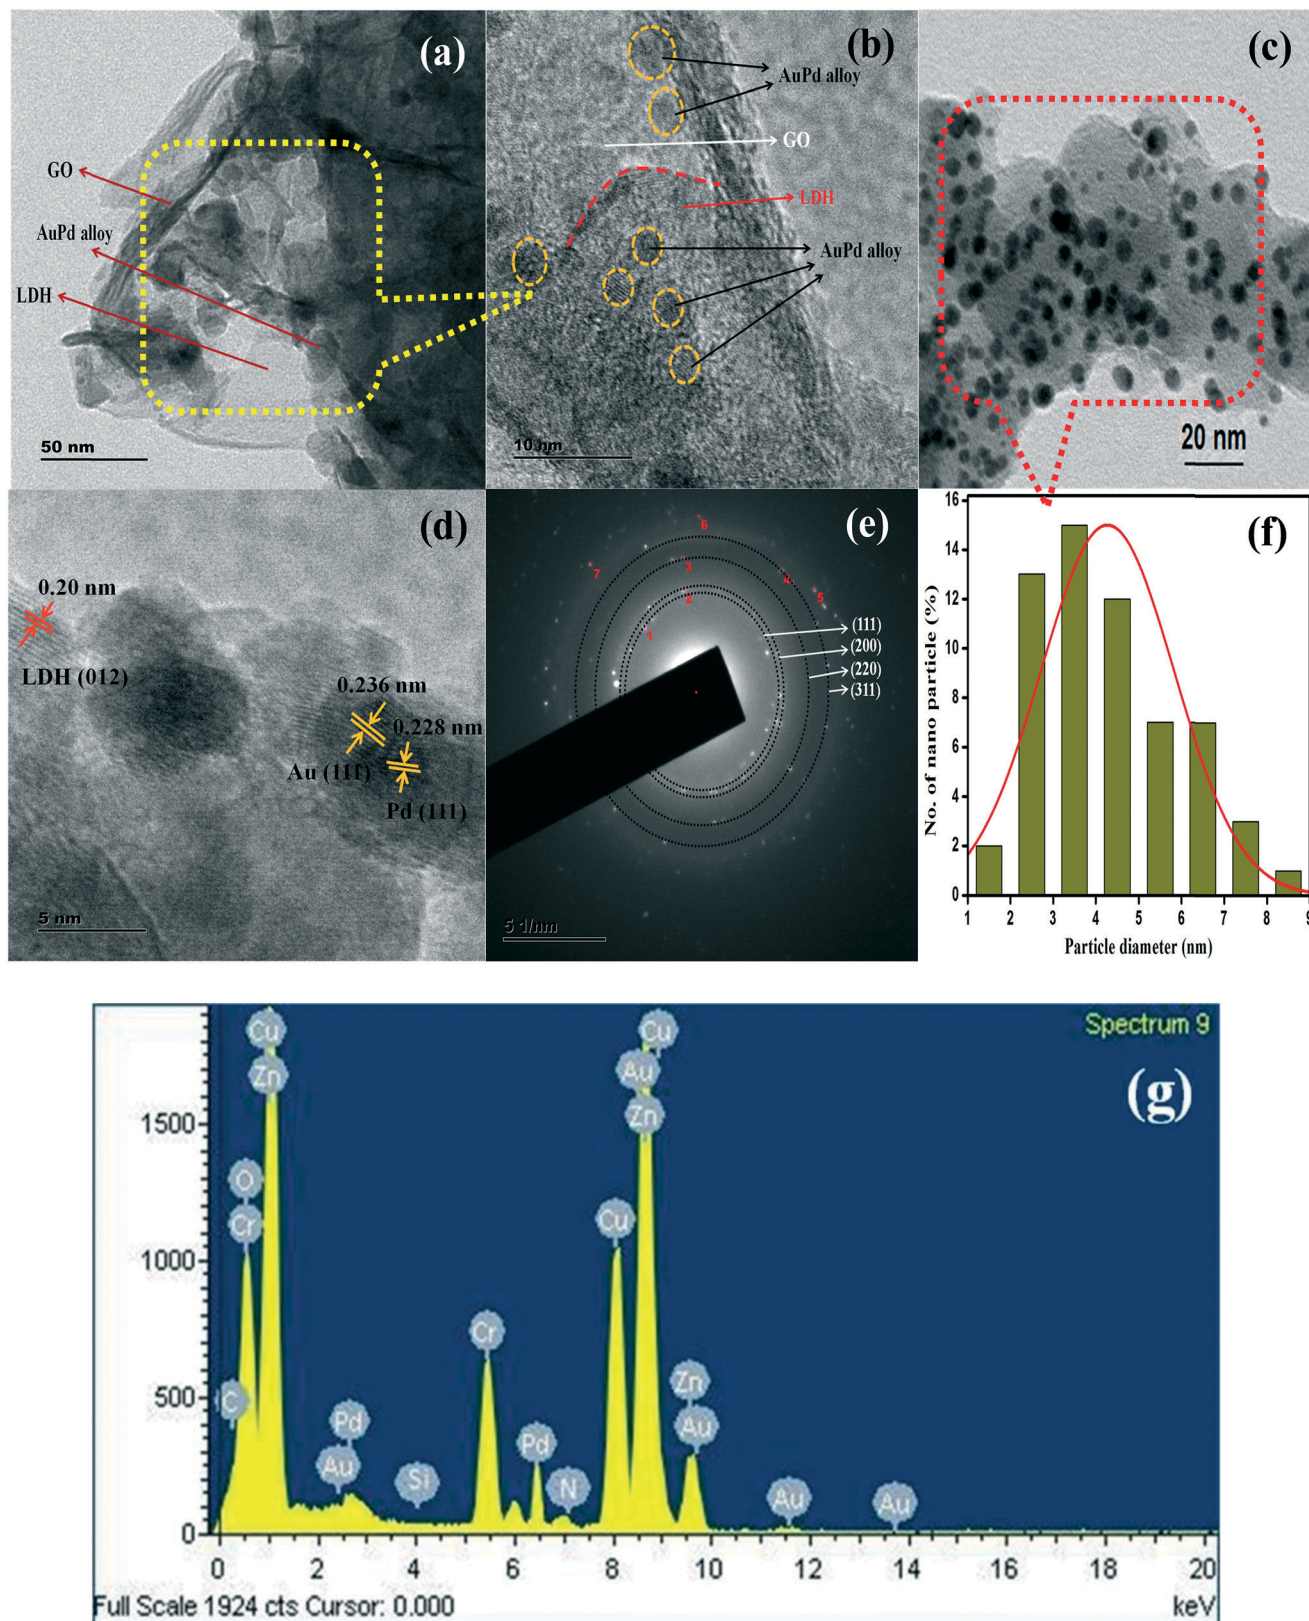 (a)
GO
AuPd alloy
LDH
50 nm
(b)
AuPd alloy
GO
LDH
AuPd alloy
10 nm
(c)
20 nm
(d)
0.20 nm
LDH (012)
0.236 nm
0.228 nm
Au (111)
Pd (111)
5 nm
(e)
6
3
7
4
2
5
1
(111)
(200)
(220)
(311)
5 1/nm
(f)
No. of nano particle (%)
16
14
12
10
8
6
4
2
0
1 2 3 4 5 6 7 8 9
Particle diameter (nm)
Spectrum 9
(g)
Cu
Zn
O
Cr
C
Pd
Au
Si
Cr
Pd
N
Cu
Cu
Au
Zn
Zn
Au
Au
Au
1500
1000
500
0
0 2 4 6 8 10 12 14 16 18 20
Full Scale 1924 cts Cursor: 0.000
keV